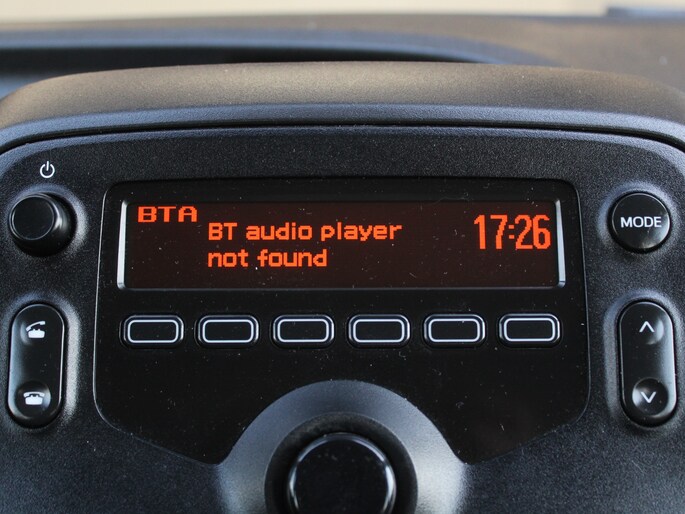 BTA
BT audio player
not found
17:26
MODE